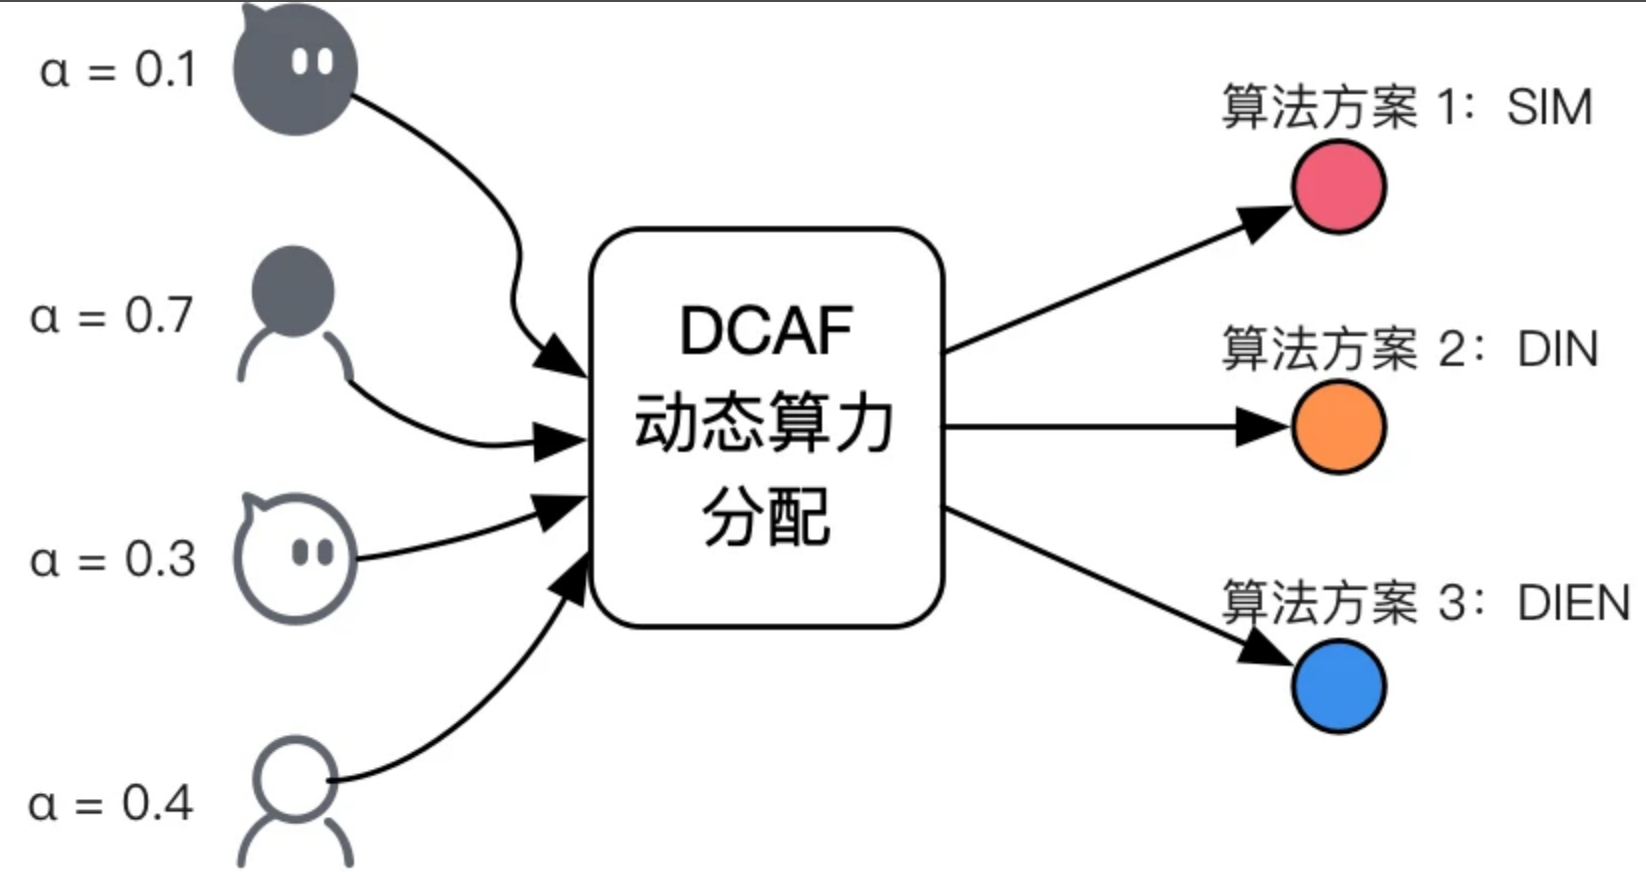 α = 0.1
α = 0.7
α = 0.3
α = 0.4
DCAF
动态算力
分配
算法方案 1：SIM
算法方案 2：DIN
算法方案 3：DIEN